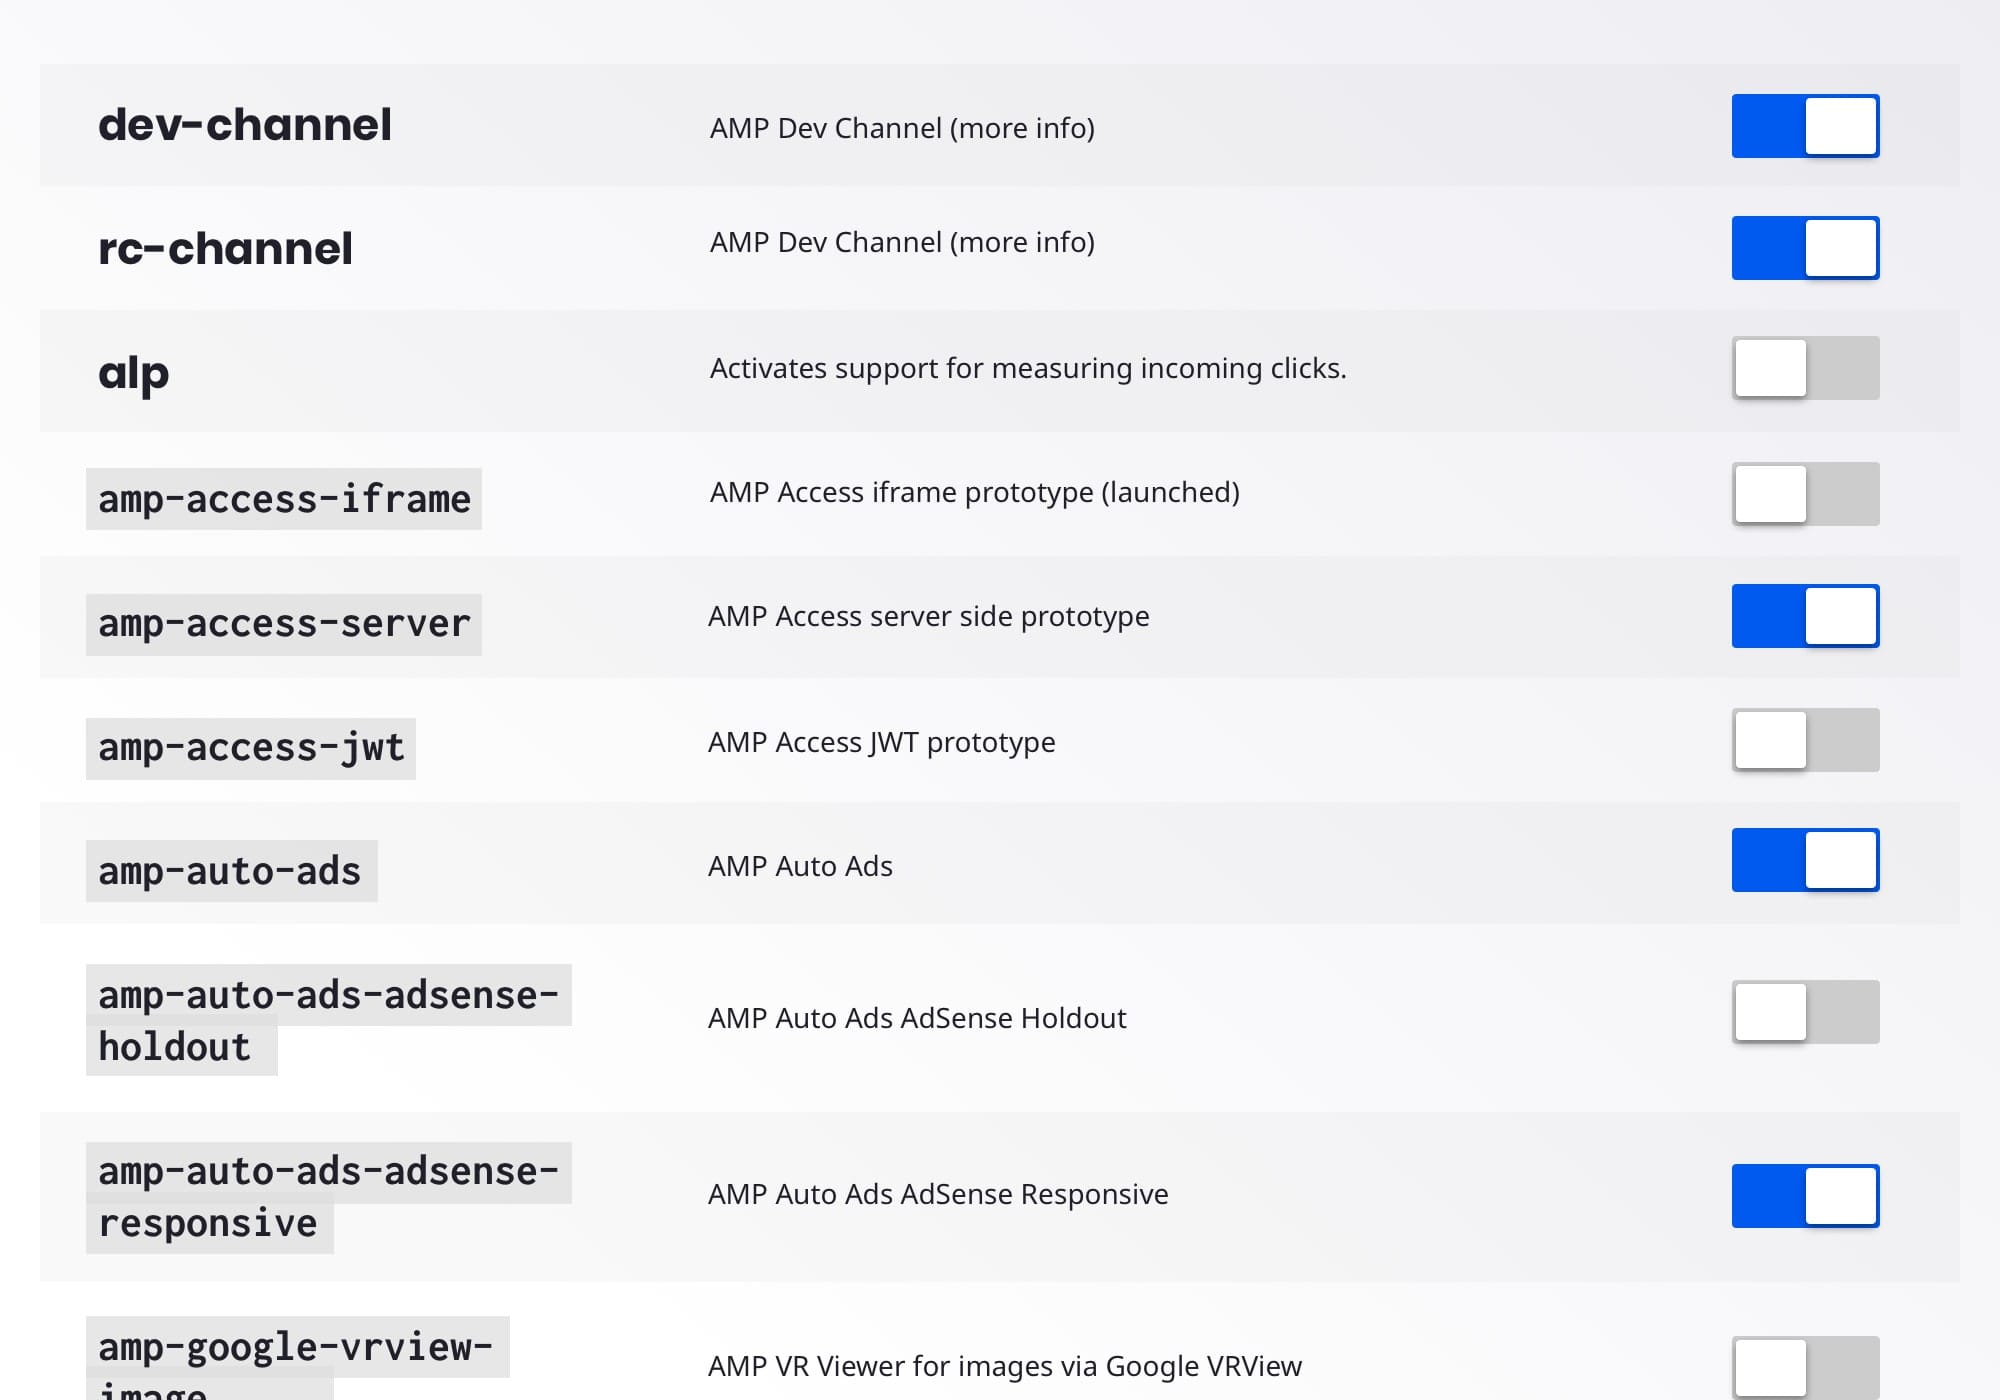 dev-channel
AMP Dev Channel (more info)
rc-channel
AMP Dev Channel (more info)
alp
Activates support for measuring incoming clicks.
amp-access-iframe
AMP Access iframe prototype (launched)
amp-access-server
AMP Access server side prototype
amp-access-jwt
AMP Access JWT prototype
amp-auto-ads
AMP Auto Ads
amp-auto-ads-adsense-
holdout
AMP Auto Ads AdSense Holdout
amp-auto-ads-adsense-
responsive
AMP Auto Ads AdSense Responsive
amp-google-vrview-
image
AMP VR Viewer for images via Google VRView